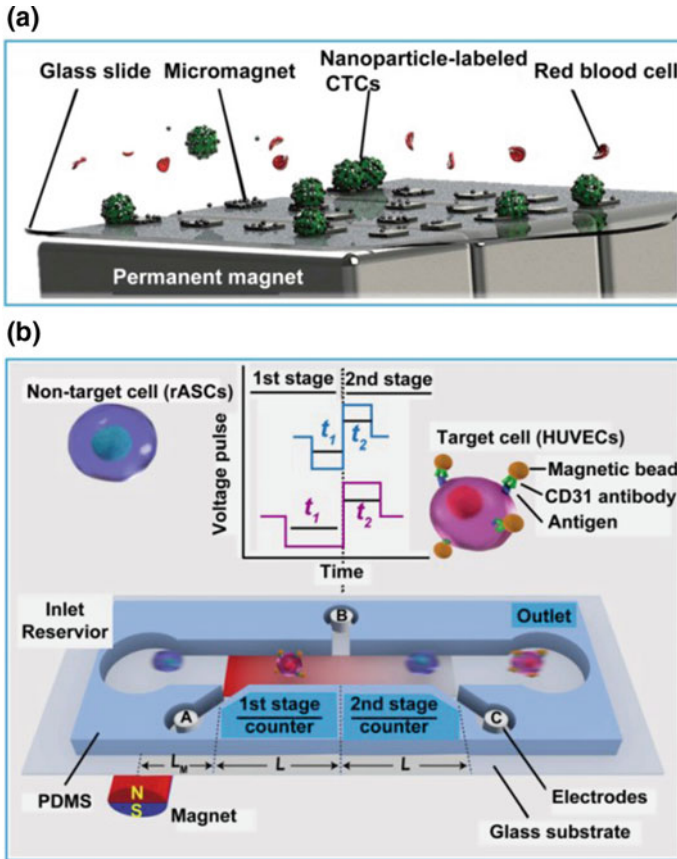 (a)
Glass slide
Micromagnet
Nanoparticle-labeled
CTCs
Red blood cell
Permanent magnet
(b)
Non-target cell (rASCs)
1st stage
2nd stage
Voltage pulse
t1
t2
t1
t2
Time
Target cell (HUVECs)
Magnetic bead
CD31 antibody
Antigen
Inlet
Reservior
B
Outlet
A
1st stage
counter
2nd stage
counter
C
LM
L
L
PDMS
N
S
Magnet
Electrodes
Glass substrate